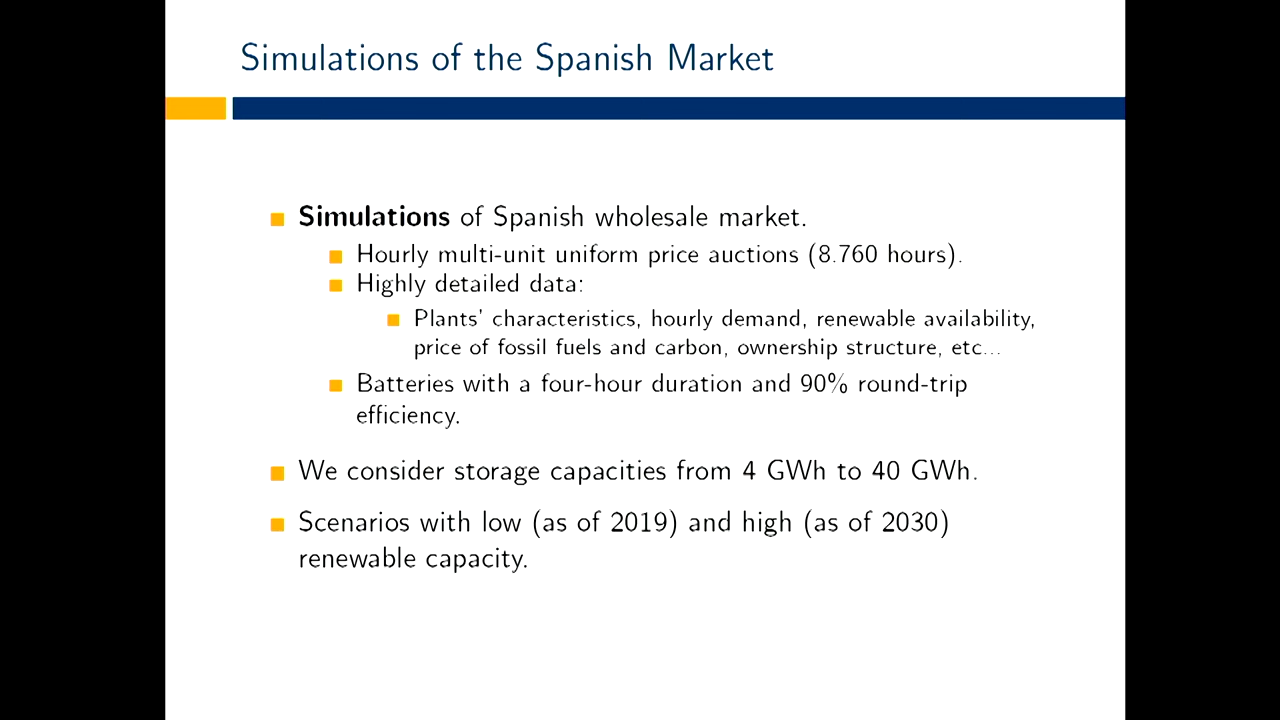 Simulations of the Spanish Market
Simulations of Spanish wholesale market.
Hourly multi-unit uniform price auctions (8.760 hours).
Highly detailed data:
Plants' characteristics, hourly demand, renewable availability,
price of fossil fuels and carbon, ownership structure, etc...
Batteries with a four-hour duration and 90% round-trip
efficiency.
We consider storage capacities from 4 GWh to 40 GWh.
Scenarios with low (as of 2019) and high (as of 2030)
renewable capacity.